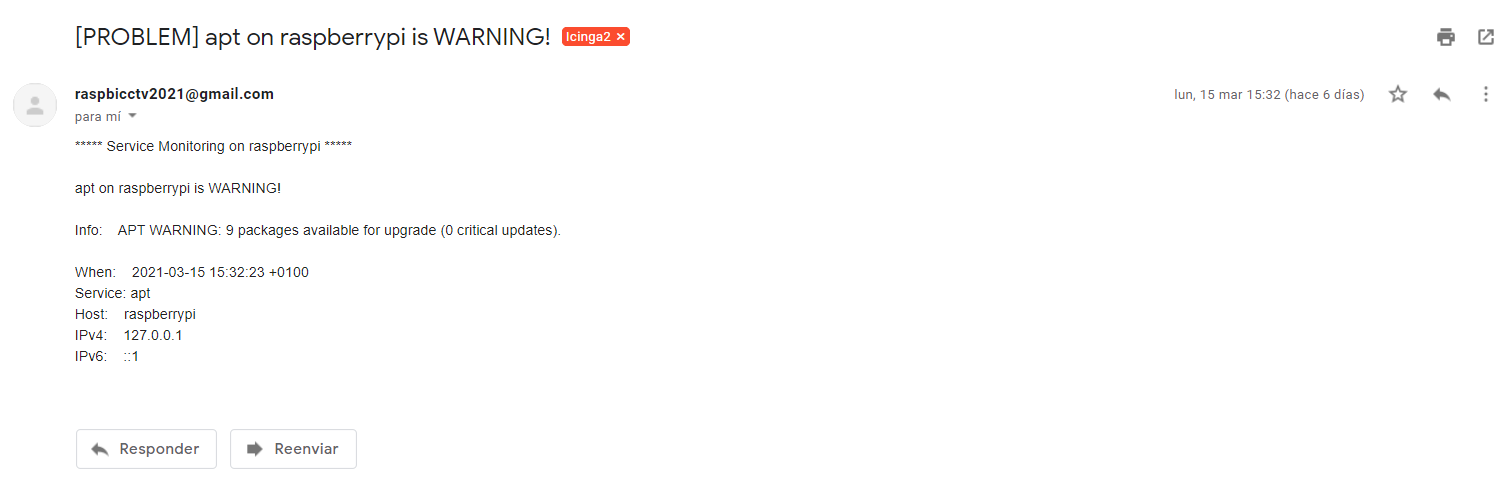 [PROBLEM] apt on raspberrypi is WARNING! Icinga2 ×
raspbicctv2021@gmail.com lun, 15 mar 15:32 (hace 6 días)
para mí
***** Service Monitoring on raspberrypi *****
apt on raspberrypi is WARNING!
Info: APT WARNING: 9 packages available for upgrade (0 critical updates).
When: 2021-03-15 15:32:23 +0100
Service: apt
Host: raspberrypi
IPv4: 127.0.0.1
IPv6: ::1
Responder Reenviar